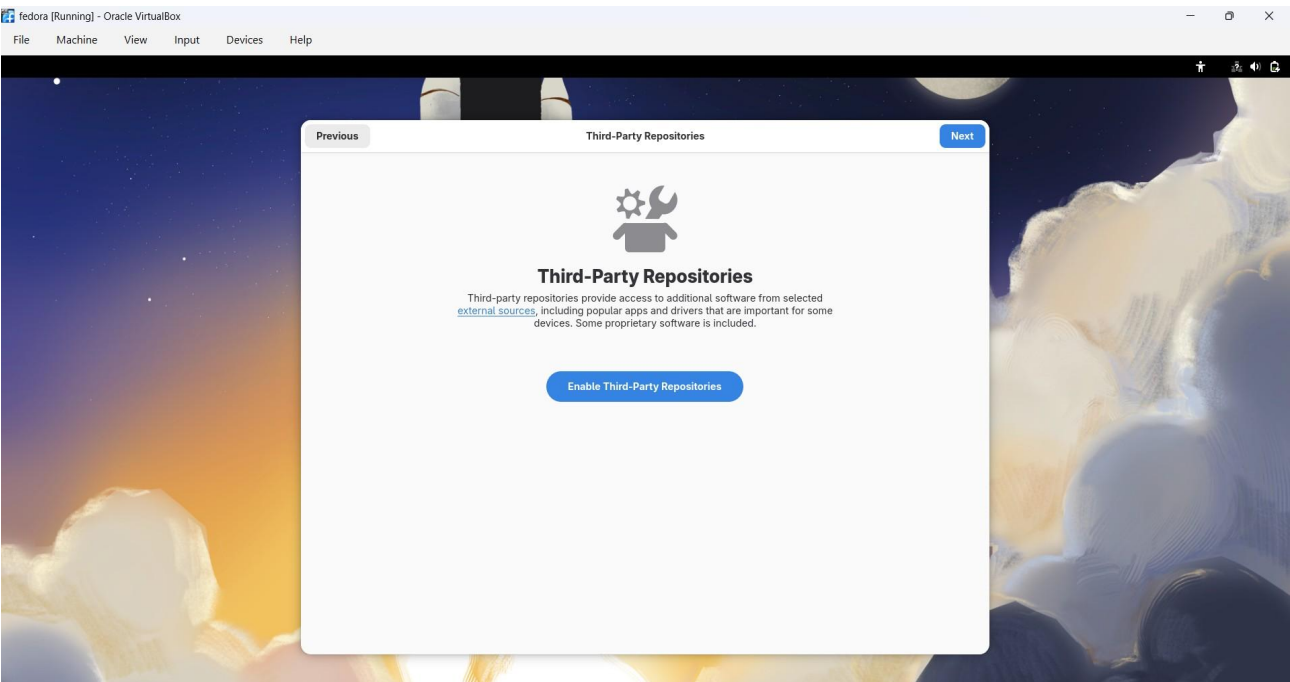 fedora [Running] - Oracle VirtualBox
File Machine View Input Devices Help
Previous Third-Party Repositories Next
Third-Party Repositories
Third-party repositories provide access to additional software from selected
external sources, including popular apps and drivers that are important for some
devices. Some proprietary software is included.
Enable Third-Party Repositories